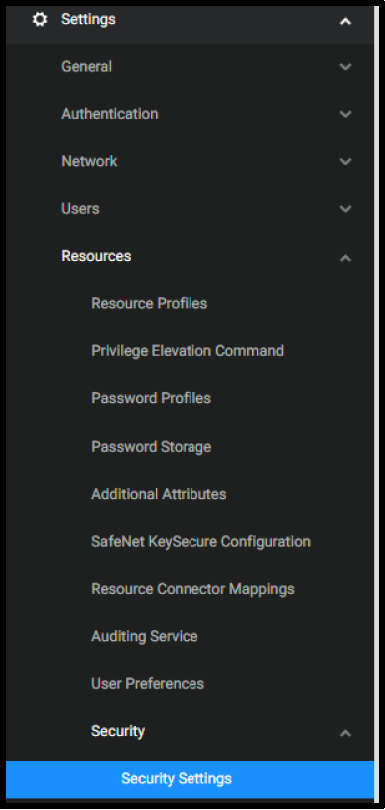 Settings
General
Authentication
Network
Users
Resources
Resource Profiles
Privilege Elevation Command
Password Profiles
Password Storage
Additional Attributes
SafeNet KeySecure Configuration
Resource Connector Mappings
Auditing Service
User Preferences
Security
Security Settings